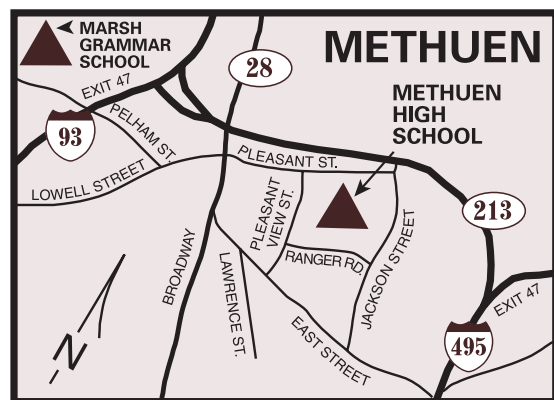 MARSH
GRAMMAR
SCHOOL
METHUEN
28
EXIT 47
93
PELHAM ST.
METHUEN
HIGH
SCHOOL
PLEASANT ST.
LOWELL STREET
PLEASANT
VIEW ST.
213
RANGER RD.
JACKSON STREET
BROADWAY
LAWRENCE ST.
EAST STREET
EXIT 47
495
N